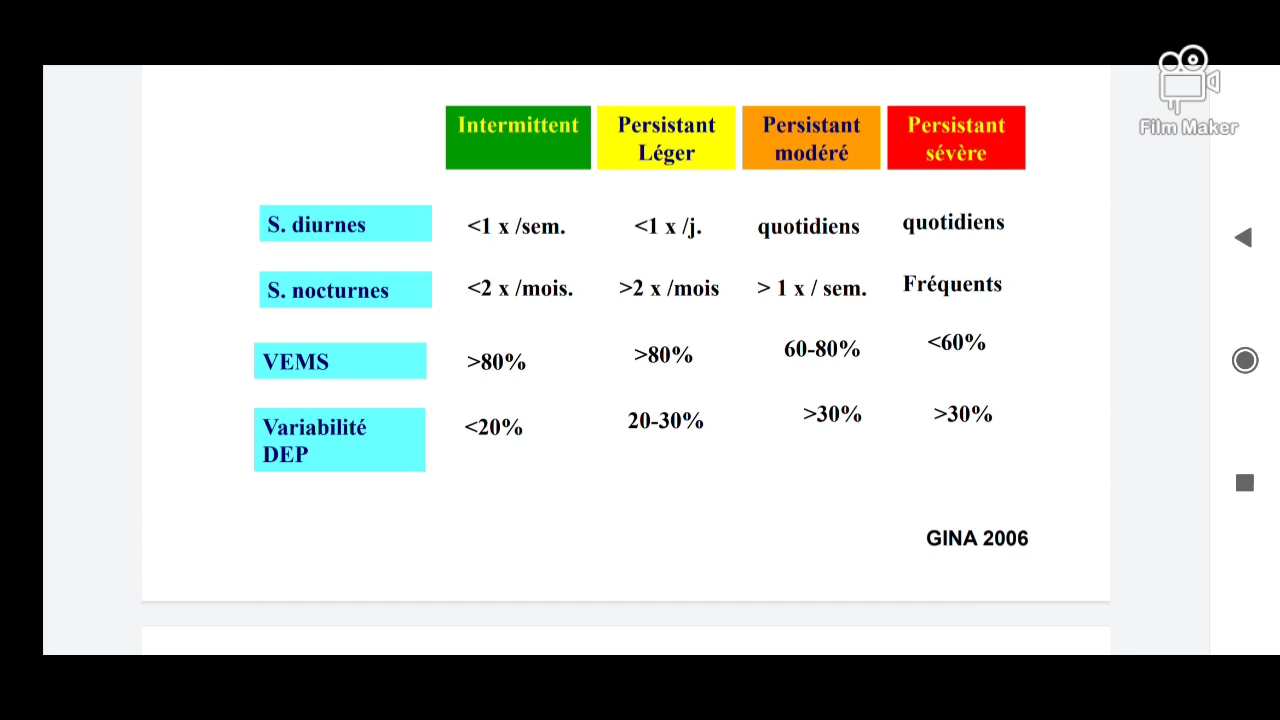 Film Maker
Intermittent
Persistant
Léger
Persistant
modéré
Persistant
sévère
S. diurnes
<1 x /sem.
<1 x /j.
quotidiens
quotidiens
S. nocturnes
<2 x /mois.
>2 x /mois
> 1 x / sem.
Fréquents
VEMS
>80%
>80%
60-80%
<60%
Variabilité
DEP
<20%
20-30%
>30%
>30%
GINA 2006